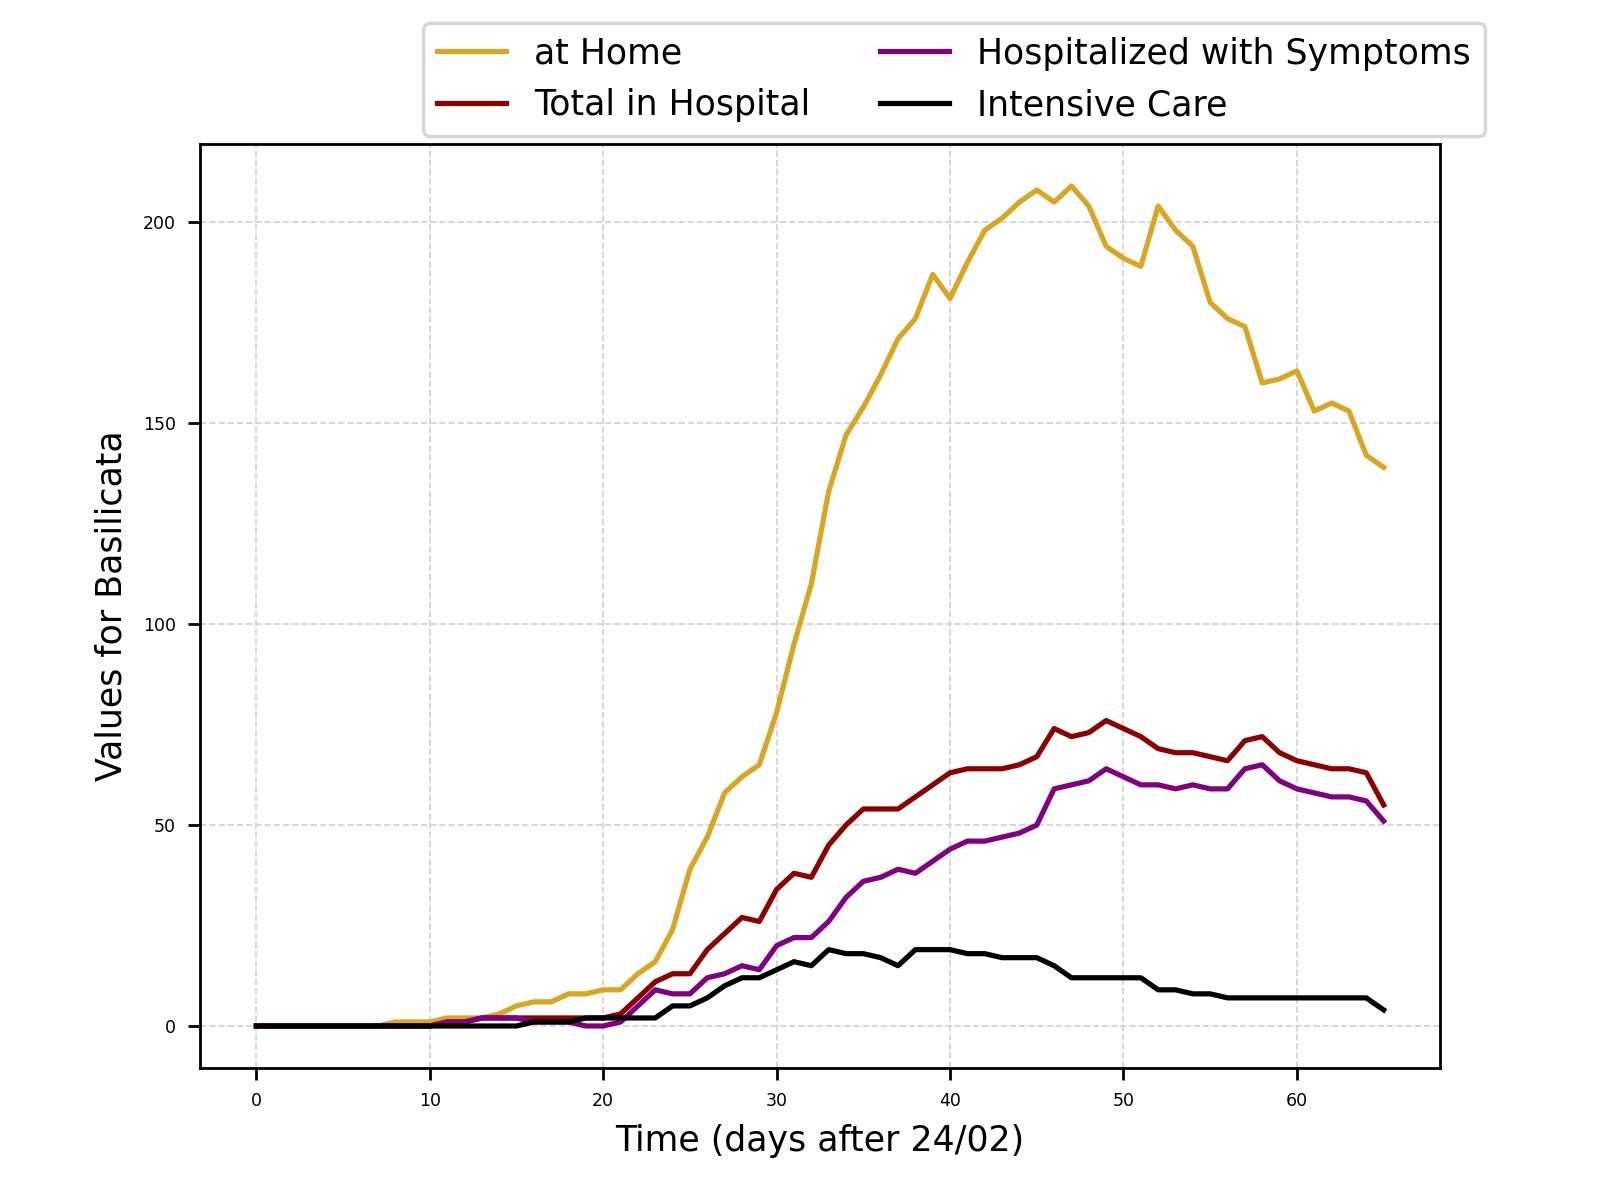 at Home
Total in Hospital
Hospitalized with Symptoms
Intensive Care
Values for Basilicata
200
150
100
50
0
0 10 20 30 40 50 60
Time (days after 24/02)